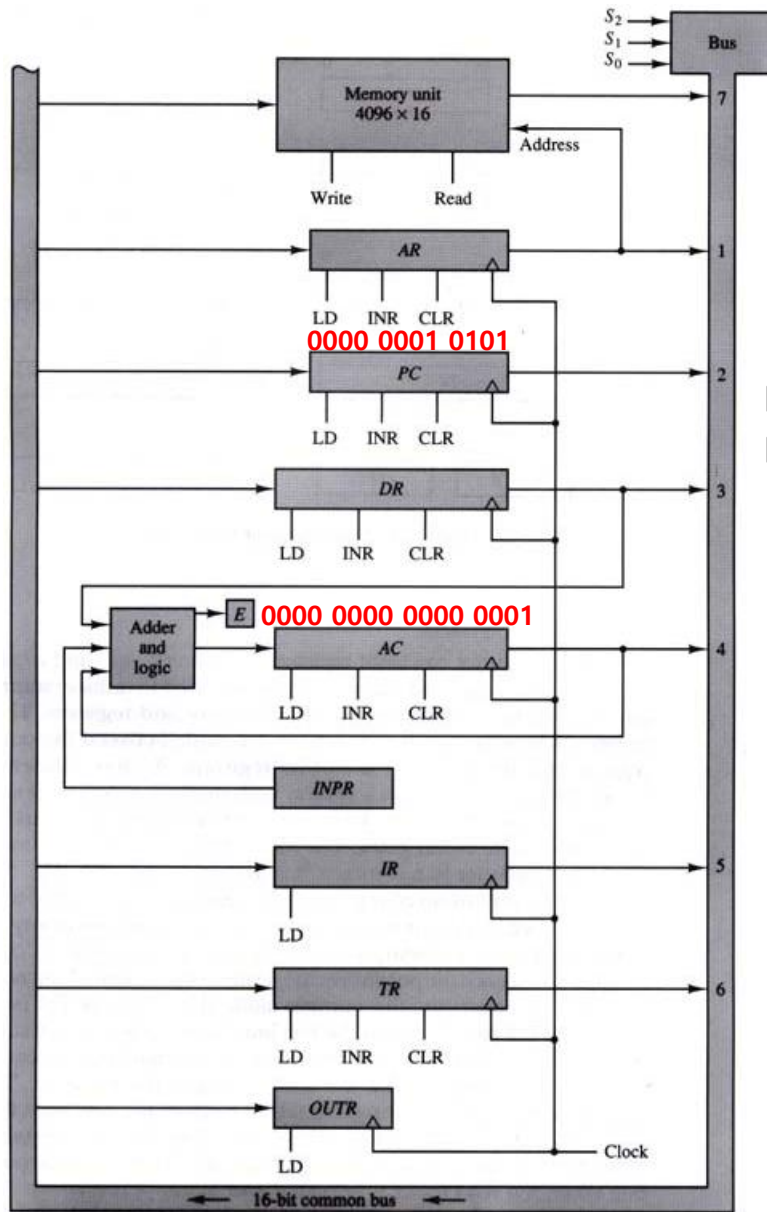 S2
S1
S0
Bus
Memory unit
4096 × 16
7
Address
Write Read
AR
1
LD INR CLR
0000 0001 0101
PC
2
LD INR CLR
DR
3
LD INR CLR
E
0000 0000 0000 0001
Adder
and
logic
AC
4
LD INR CLR
INPR
IR
5
LD
TR
6
LD INR CLR
OUTR
Clock
LD
16-bit common bus